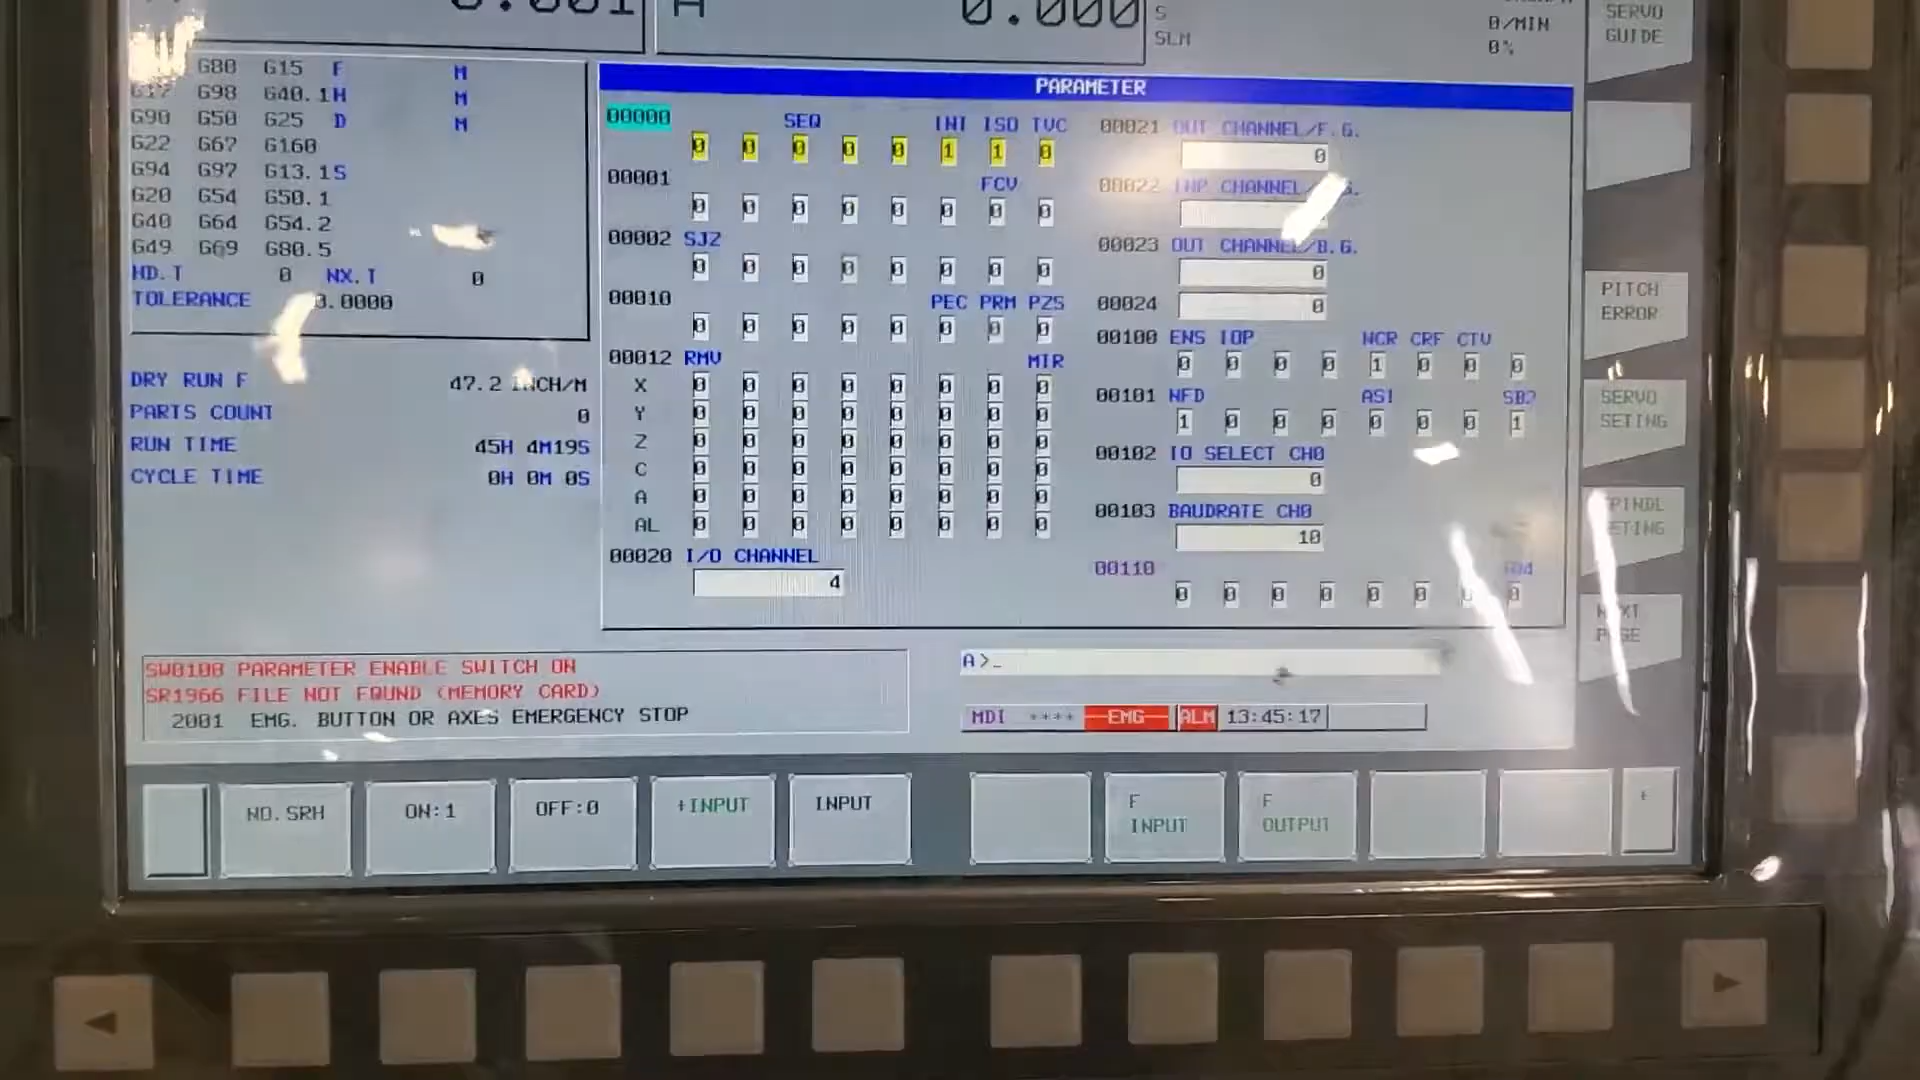 A 0.000 S
SLM
0/MIN
0%
SERVO
GUIDE
G80 G15 F M
G17 G98 G40.1 H M
G90 G50 G25 D M
G22 G67 G160
G94 G97 G13.1 S
G20 G54 G50.1
G40 G64 G54.2
G49 G69 G80.5
HD.T 0 NX.T 0
TOLERANCE 0.0000
DRY RUN F 47.2 INCH/M
PARTS COUNT 0
RUN TIME 45H 4M19S
CYCLE TIME 0H 0M 0S
PARAMETER
00000 SEQ INI ISO TVC
0 0 0 0 0 1 1 0
00001 FCV
0 0 0 0 0 0 0 0
00002 SJZ
0 0 0 0 0 0 0 0
00010 PEC PRM PZS
0 0 0 0 0 0 0 0
00012 RMV MIR
X 0 0 0 0 0 0 0 0
Y 0 0 0 0 0 0 0 0
Z 0 0 0 0 0 0 0 0
C 0 0 0 0 0 0 0 0
A 0 0 0 0 0 0 0 0
AL 0 0 0 0 0 0 0 0
00020 I/O CHANNEL
4
00021 OUT CHANNEL/F.G.
0
00022 INP CHANNEL
00023 OUT CHANNEL/B.G.
0
00024 0
00100 ENS IOP NCR CRF CTV
0 0 0 0 1 0 0 0
00101 NFD ASI SB2
1 0 0 0 0 0 0 1
00102 IO SELECT CH0
0
00103 BAUDRATE CH0
10
00110
0 0 0 0 0 0 0 0
PITCH
ERROR
SERVO
SETING
NEXT
PAGE
SW0100 PARAMETER ENABLE SWITCH ON
SR1966 FILE NOT FOUND (MEMORY CARD)
2001 EMG. BUTTON OR AXES EMERGENCY STOP
A>_
MDI **** --EMG-- ALM 13:45:17
NO.SRH ON:1 OFF:0 +INPUT INPUT
F
INPUT
F
OUTPUT
+